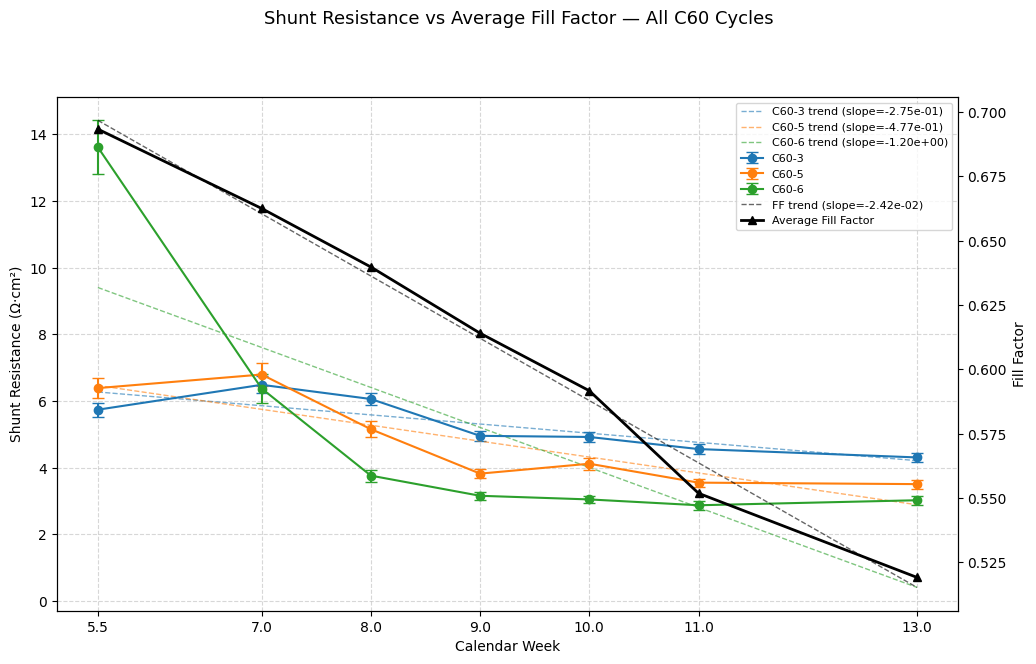 Shunt Resistance vs Average Fill Factor — All C60 Cycles
C60-3 trend (slope=-2.75e-01)
C60-5 trend (slope=-4.77e-01)
C60-6 trend (slope=-1.20e+00)
C60-3
C60-5
C60-6
FF trend (slope=-2.42e-02)
Average Fill Factor
Shunt Resistance (Ω·cm²)
14
12
10
8
6
4
2
0
0.700
0.675
0.650
0.625
0.600
0.575
0.550
0.525
Fill Factor
5.5 7.0 8.0 9.0 10.0 11.0 13.0
Calendar Week